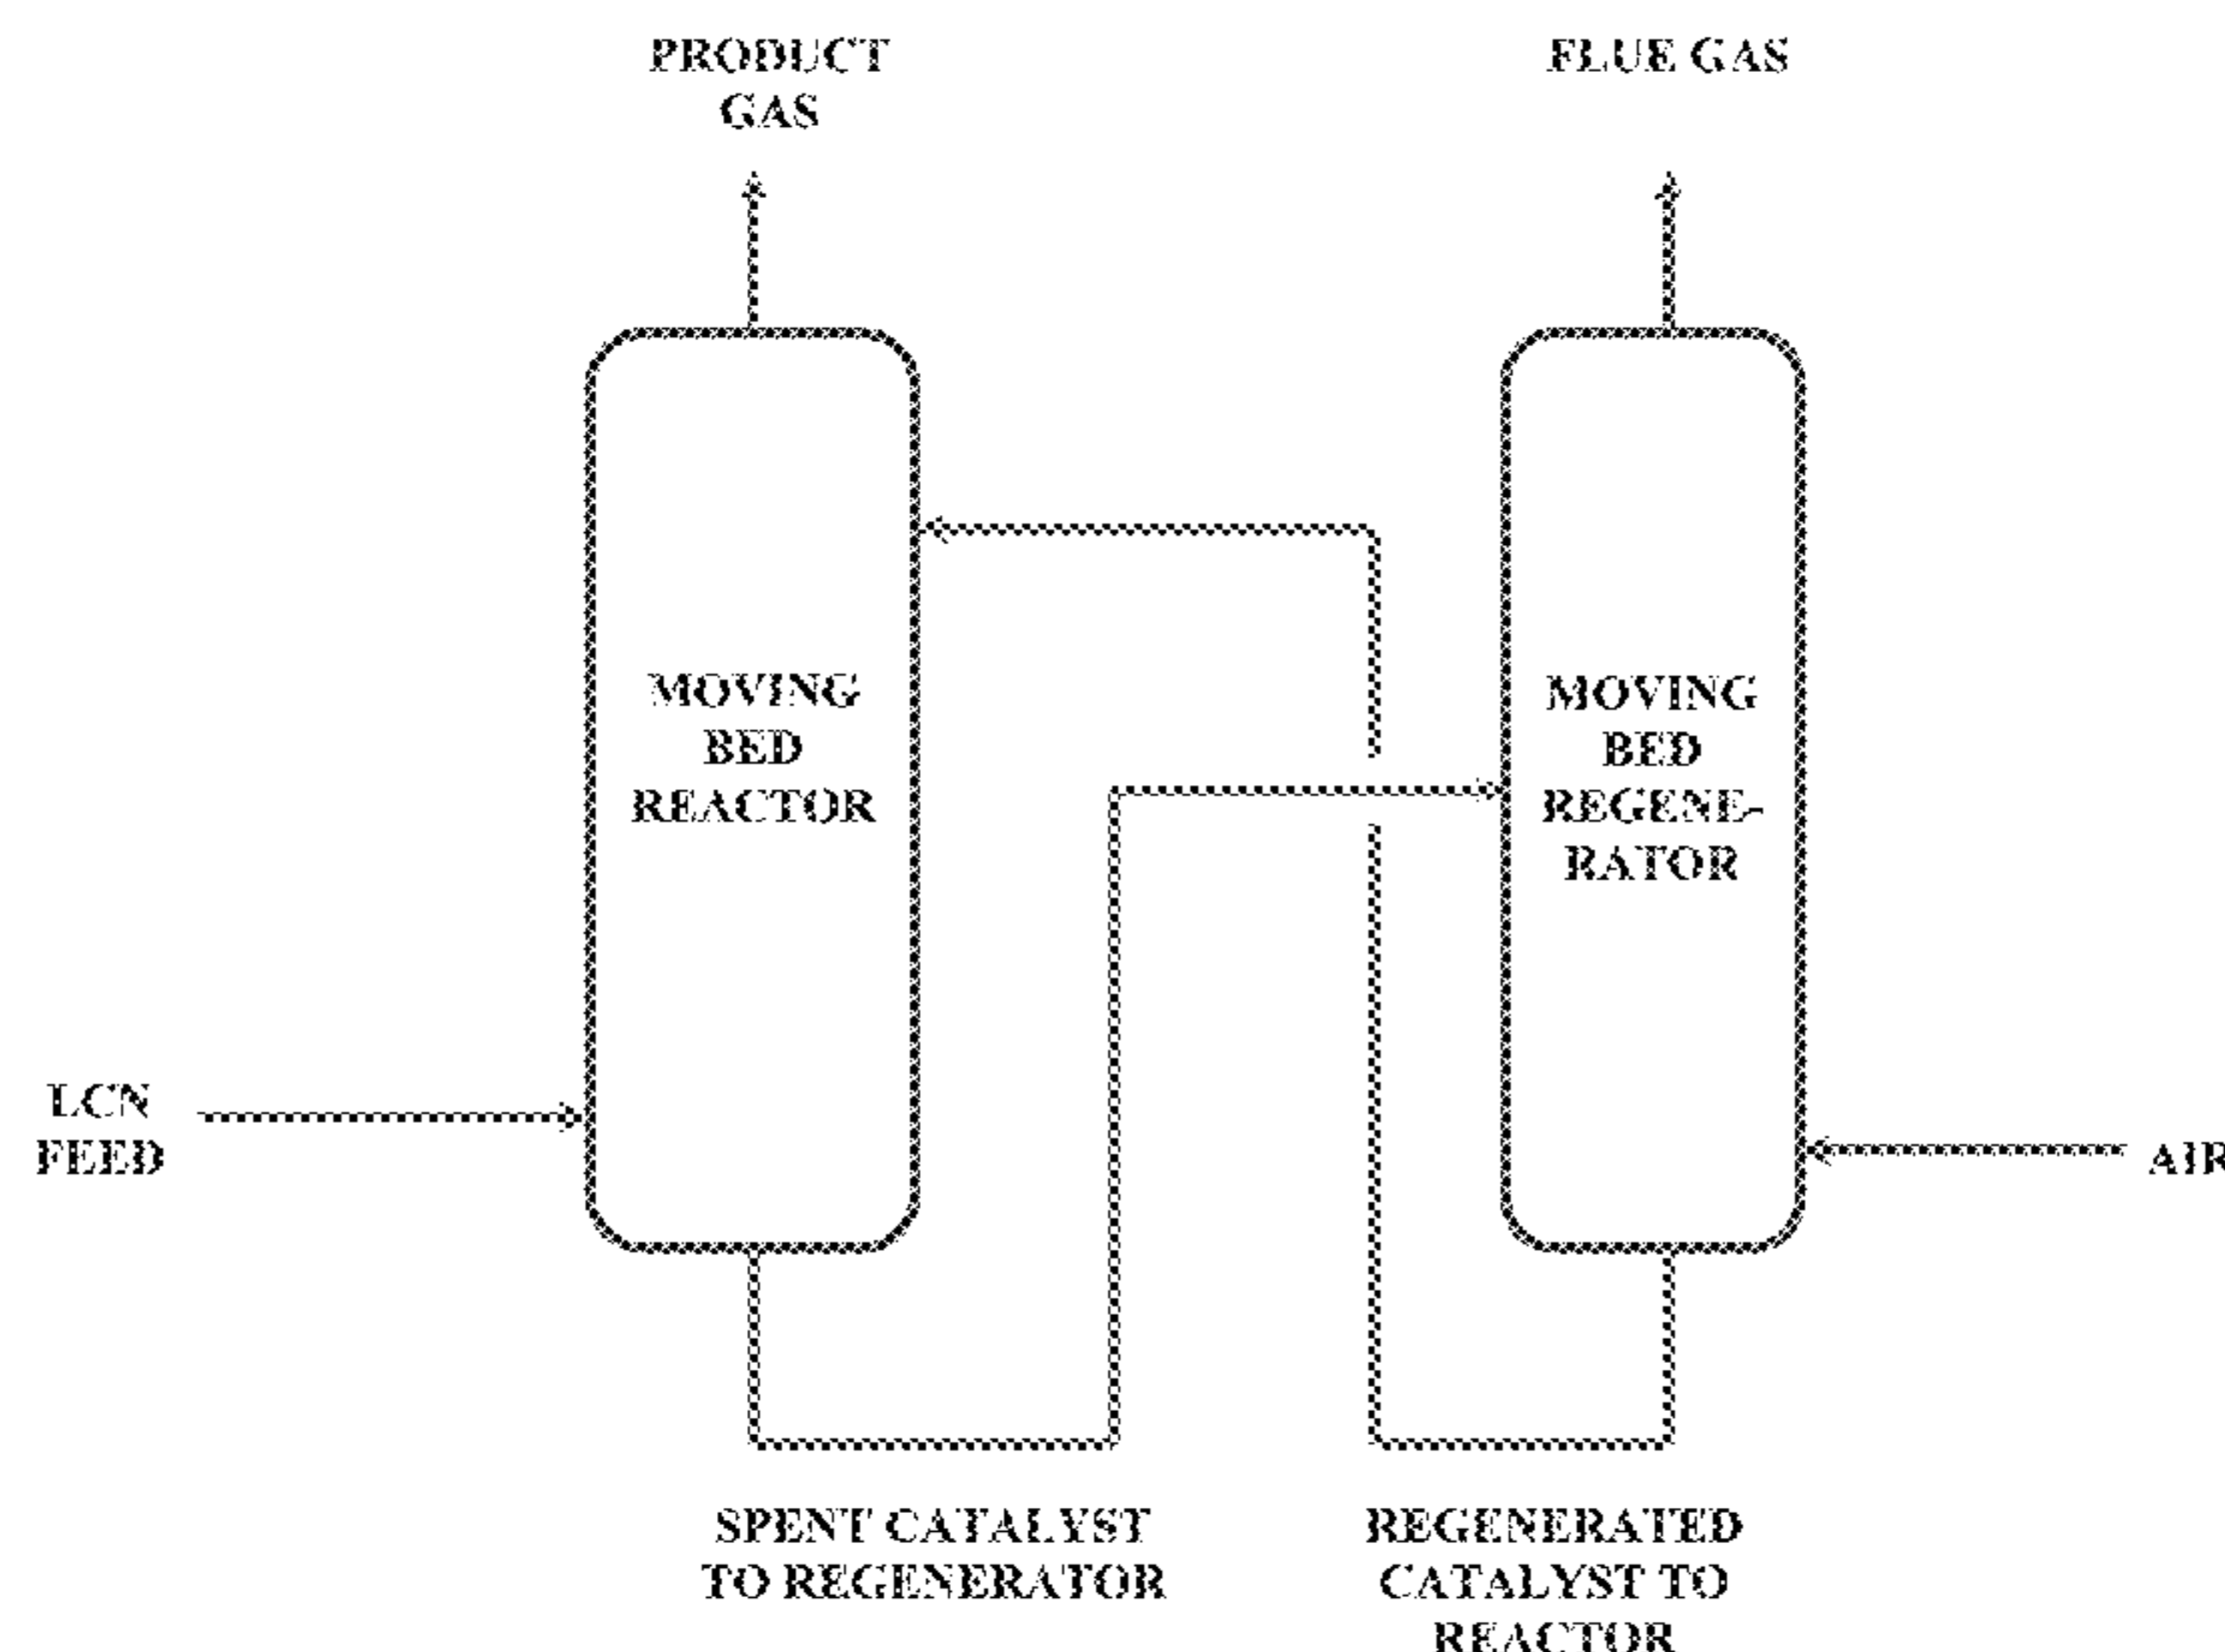 PRODUCT
GAS
FLUE GAS
MOVING
BED
REACTOR
MOVING
BED
REGENE-
RATOR
LCN
FEED
AIR
SPENT CATALYST
TO REGENERATOR
REGENERATED
CATALYST TO
REACTOR